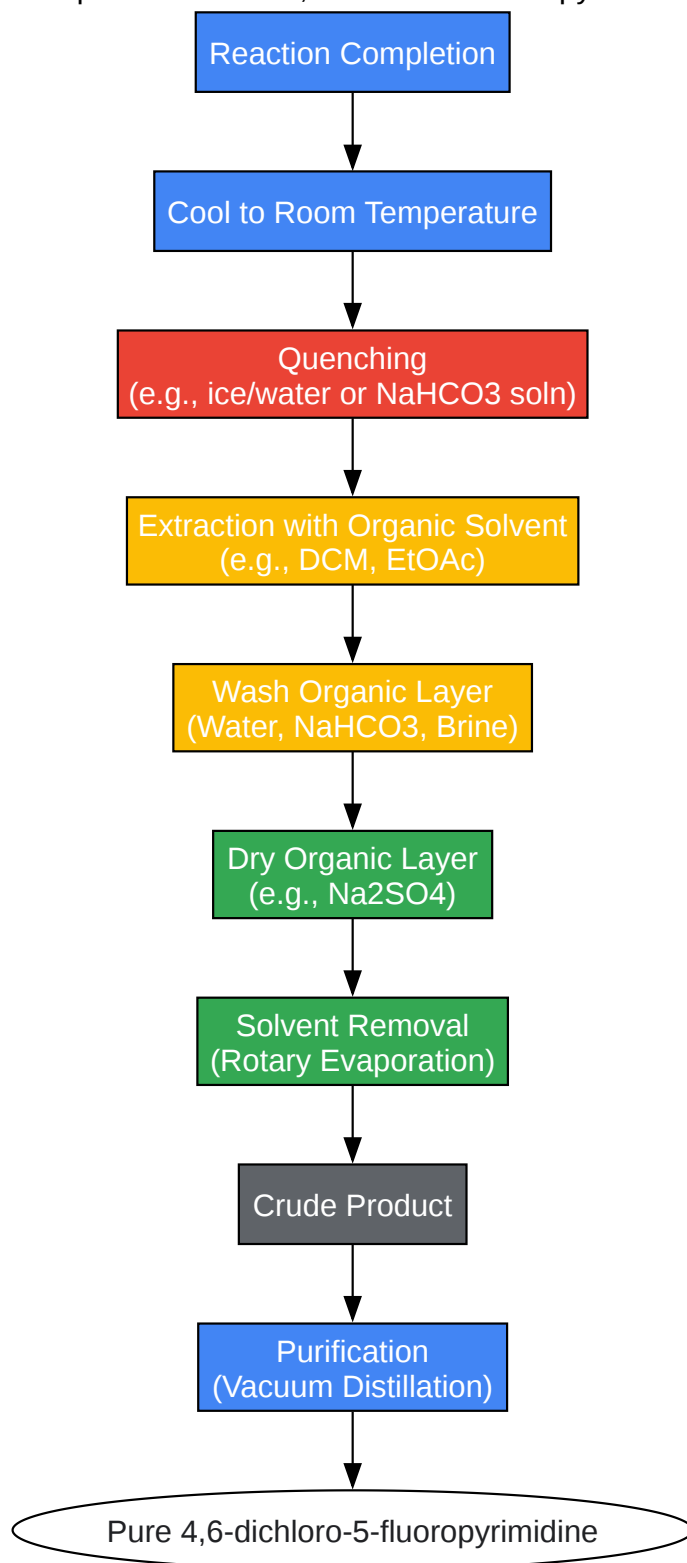 Reaction Completion
Cool to Room Temperature
Quenching
(e.g., ice/water or NaHCO3 soln)
Extraction with Organic Solvent
(e.g., DCM, EtOAc)
Wash Organic Layer
(Water, NaHCO3, Brine)
Dry Organic Layer
(e.g., Na2SO4)
Solvent Removal
(Rotary Evaporation)
Crude Product
Purification
(Vacuum Distillation)
Pure 4,6-dichloro-5-fluoropyrimidine